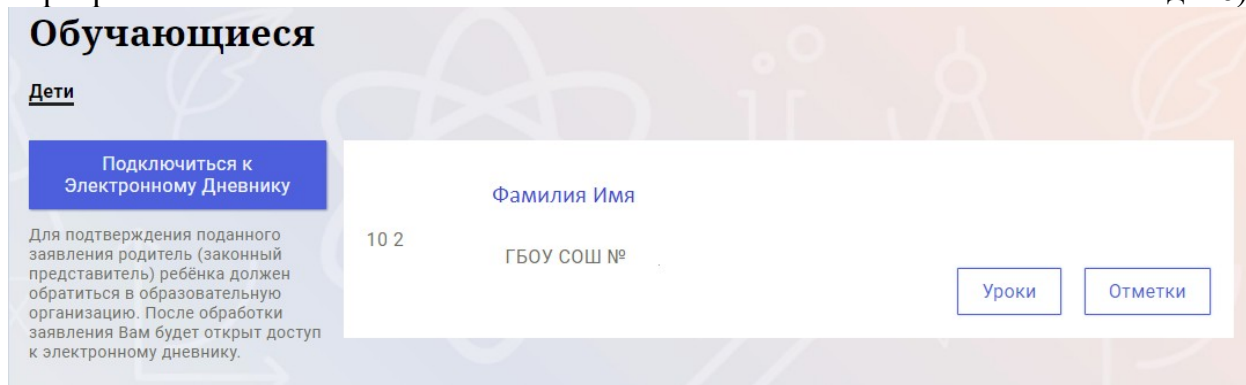 Обучающиеся
Дети
Подключиться к
Электронному Дневнику
Для подтверждения поданного
заявления родитель (законный
представитель) ребёнка должен
обратиться в образовательную
организацию. После обработки
заявления Вам будет открыт доступ
к электронному дневнику.
Фамилия Имя
10 2
ГБОУ СОШ №
Уроки
Отметки